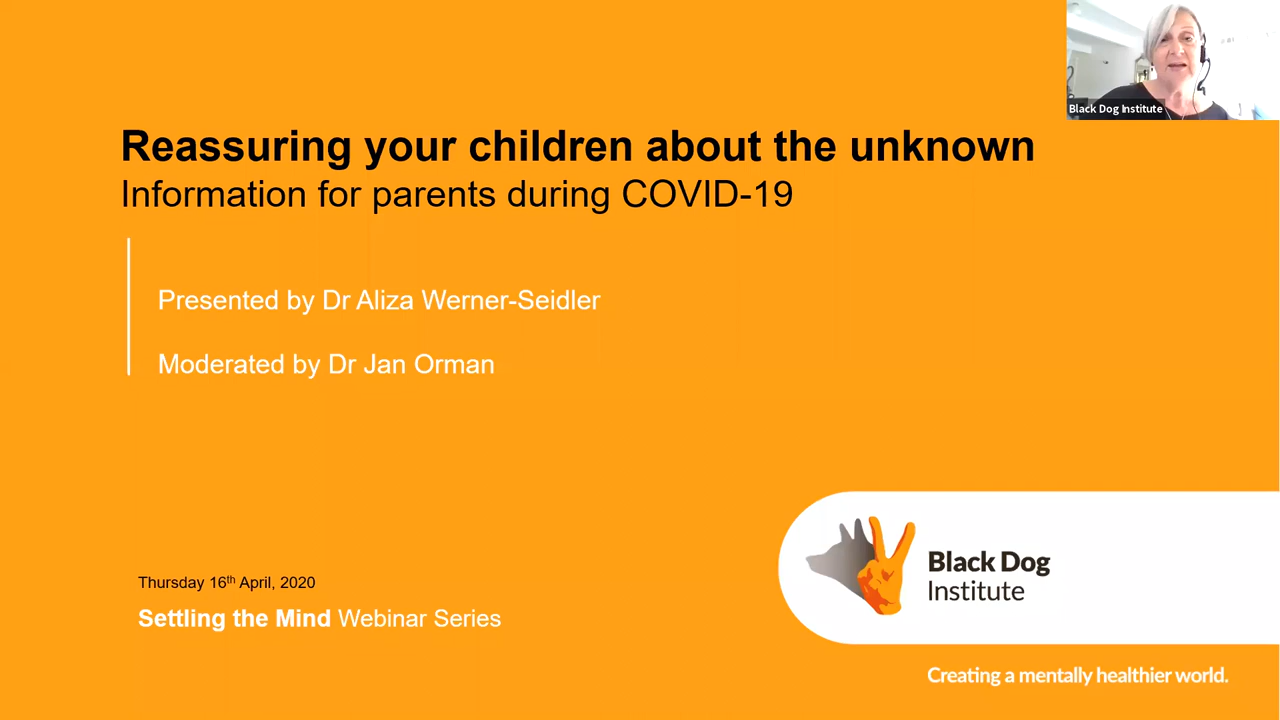 Black Dog Institute
Reassuring your children about the unknown
Information for parents during COVID-19
Presented by Dr Aliza Werner-Seidler
Moderated by Dr Jan Orman
Thursday 16th April, 2020
Settling the Mind Webinar Series
Black Dog
Institute
Creating a mentally healthier world.